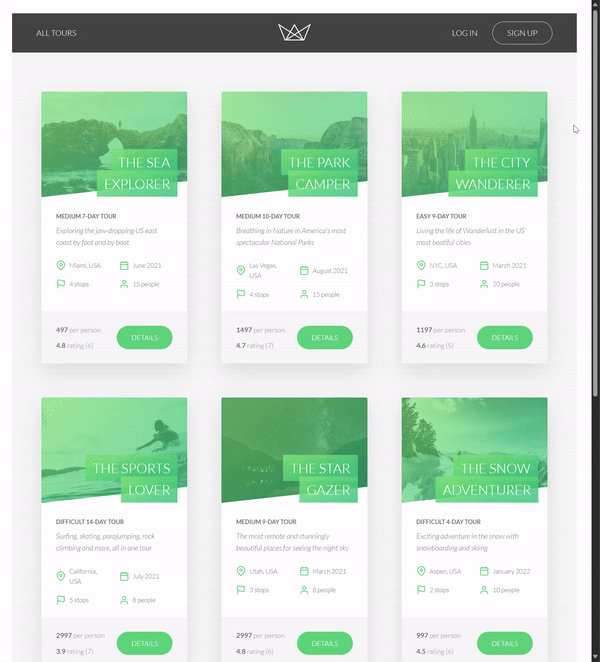 ALL TOURS
LOG IN
SIGN UP
THE SEA
EXPLORER
MEDIUM 7-DAY TOUR
Exploring the jaw-dropping US east
coast by foot and by boat
Miami, USA
June 2021
4 stops
15 people
497 per person
4.8 rating (6)
DETAILS
THE PARK
CAMPER
MEDIUM 10-DAY TOUR
Breathing in Nature in America's most
spectacular National Parks
Las Vegas,
USA
August 2021
4 stops
15 people
1497 per person
4.7 rating (7)
DETAILS
THE CITY
WANDERER
EASY 9-DAY TOUR
Living the life of Wanderlust in the US'
most beatiful cities
NYC, USA
March 2021
3 stops
20 people
1197 per person
4.6 rating (5)
DETAILS
THE SPORTS
LOVER
DIFFICULT 14-DAY TOUR
Surfing, skating, parajumping, rock
climbing and more, all in one tour
California,
USA
July 2021
5 stops
8 people
2997 per person
3.9 rating (7)
DETAILS
THE STAR
GAZER
MEDIUM 9-DAY TOUR
The most remote and stunningly
beautiful places for seeing the night sky
Utah, USA
March 2021
3 stops
8 people
2997 per person
4.8 rating (6)
DETAILS
THE SNOW
ADVENTURER
DIFFICULT 4-DAY TOUR
Exciting adventure in the snow with
snowboarding and skiing
Aspen, USA
January 2022
2 stops
10 people
997 per person
4.5 rating (6)
DETAILS